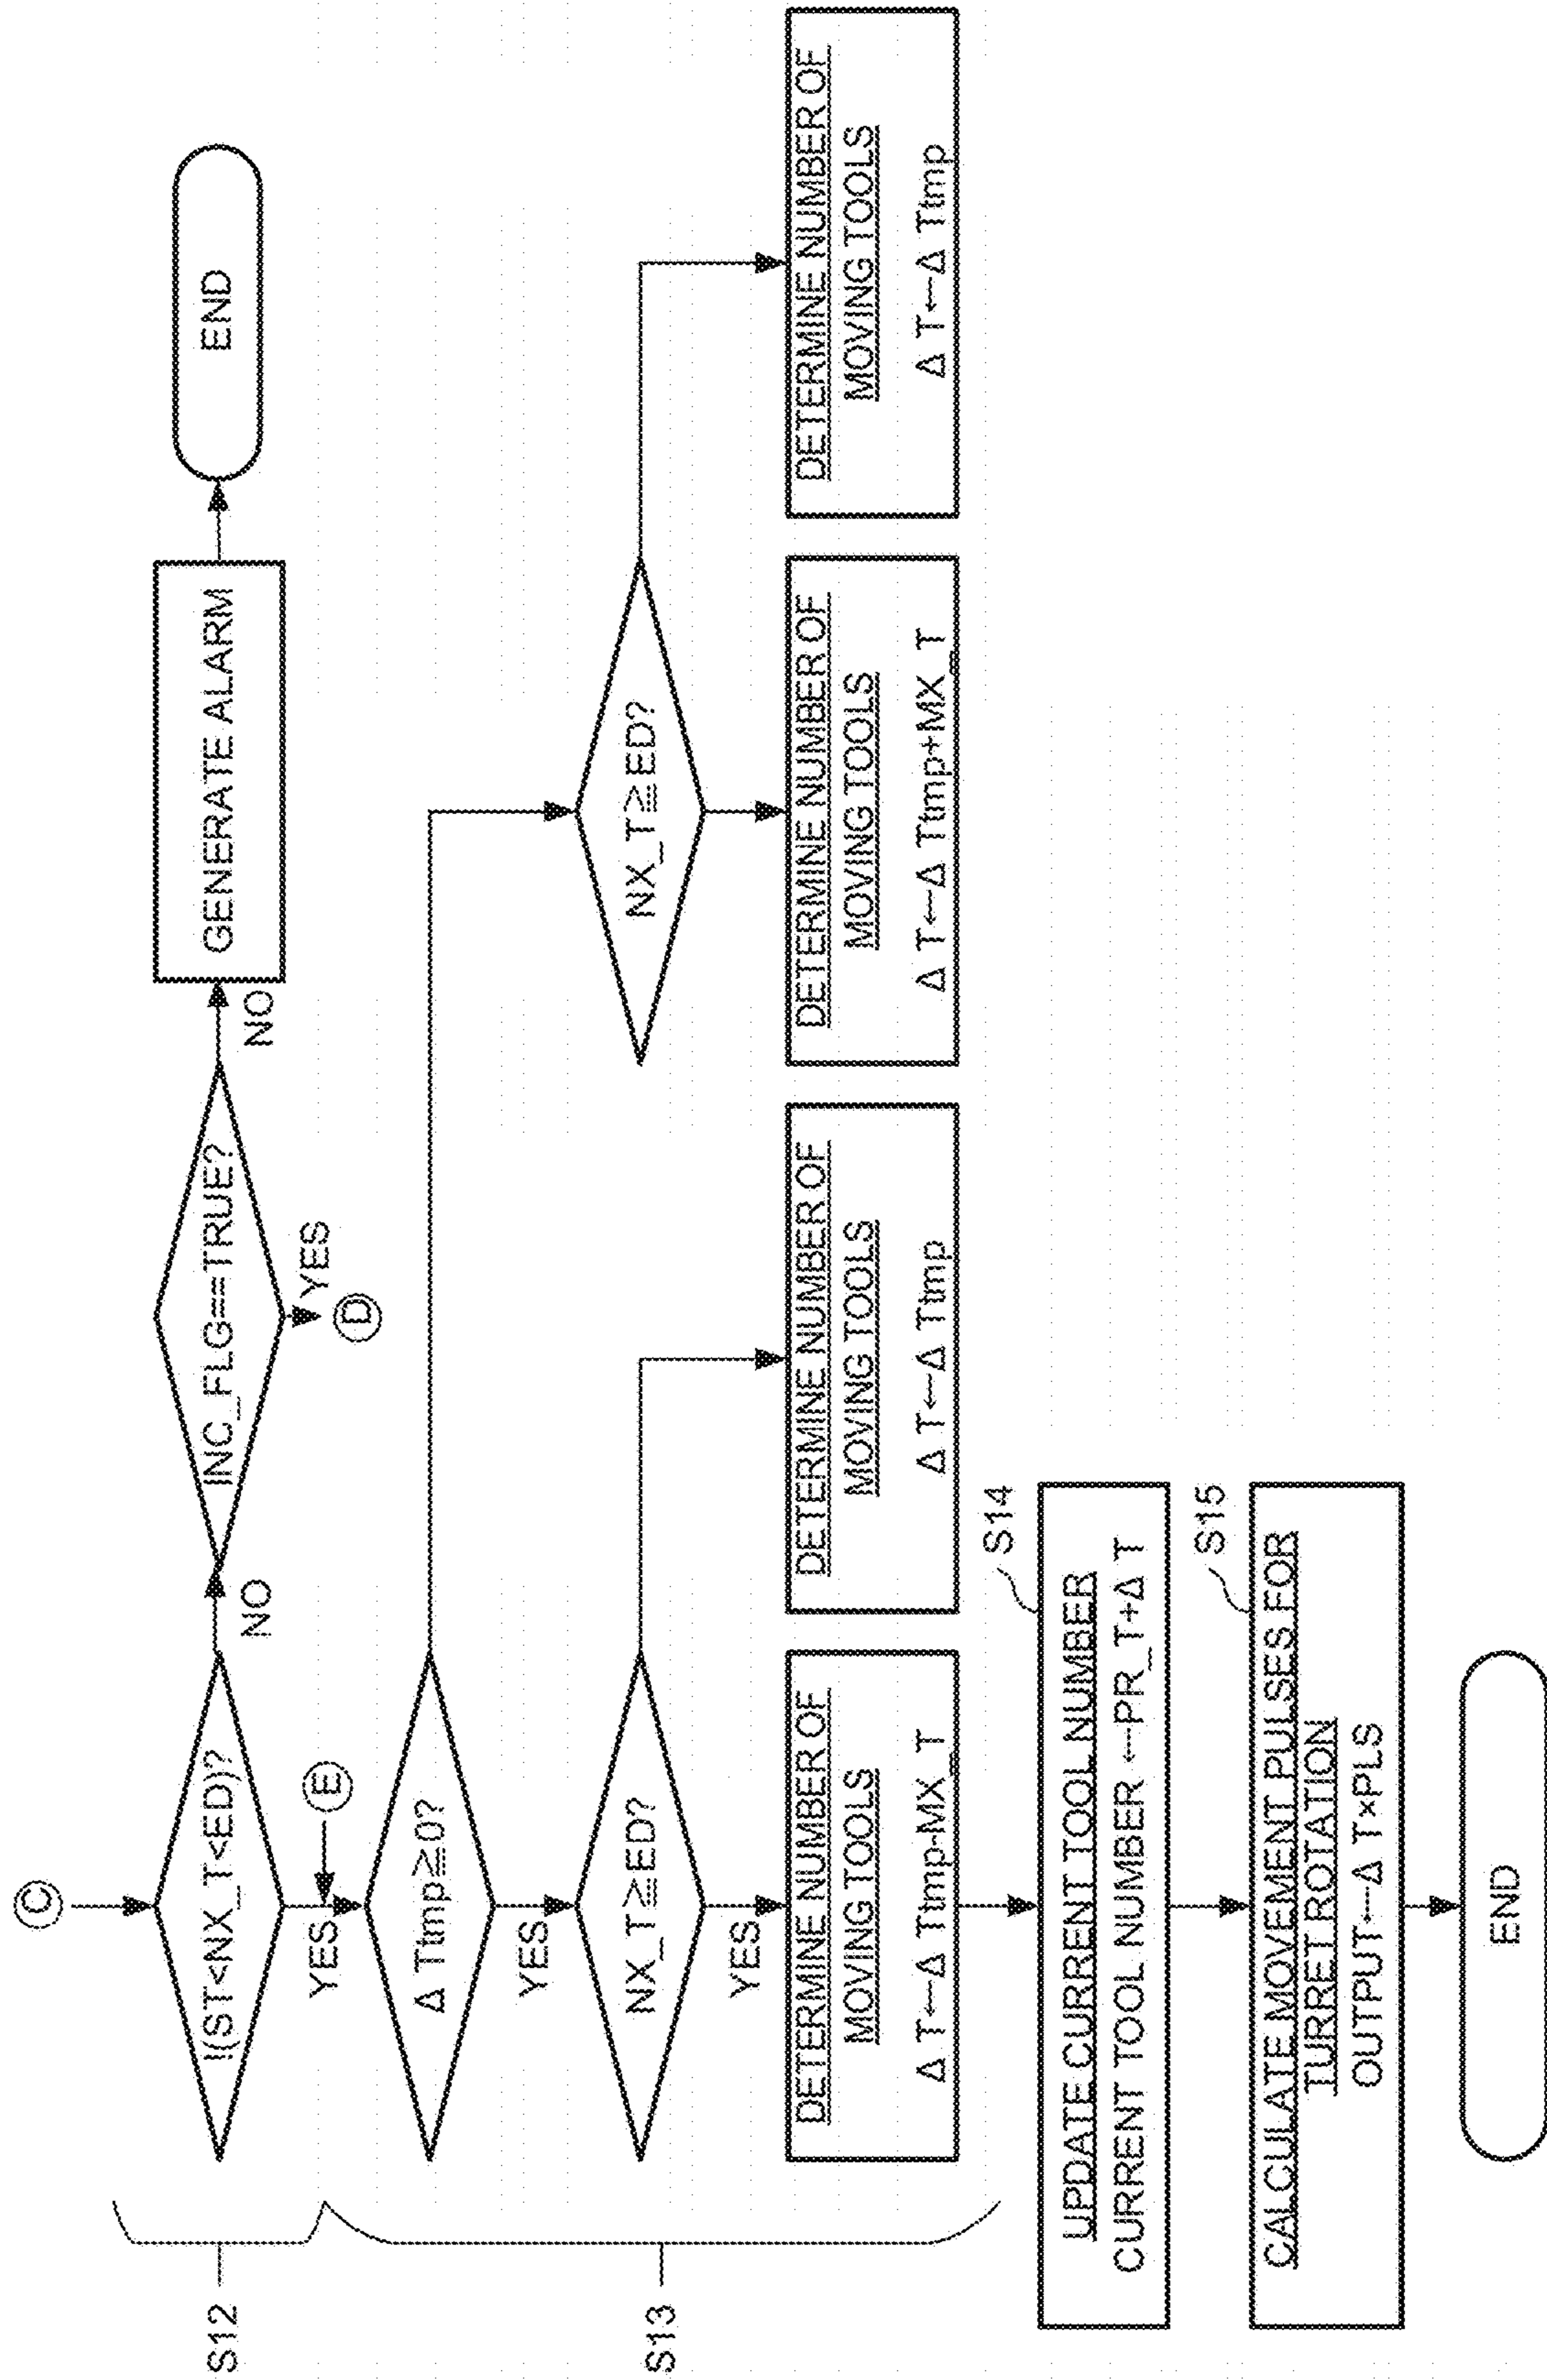 C
S12
!(ST<NX_T<ED)?
NO
INC_FLG==TRUE?
NO
GENERATE ALARM
END
YES
D
YES
E
S13
Δ Ttmp≧0?
YES
NX_T≧ED?
NX_T≧ED?
YES
DETERMINE NUMBER OF
MOVING TOOLS
Δ T←Δ Ttmp-MX_T
DETERMINE NUMBER OF
MOVING TOOLS
Δ T←Δ Ttmp
DETERMINE NUMBER OF
MOVING TOOLS
Δ T←Δ Ttmp+MX_T
DETERMINE NUMBER OF
MOVING TOOLS
Δ T←Δ Ttmp
S14
UPDATE CURRENT TOOL NUMBER
CURRENT TOOL NUMBER ←PR_T+Δ T
S15
CALCULATE MOVEMENT PULSES FOR
TURRET ROTATION
OUTPUT←Δ T×PLS
END